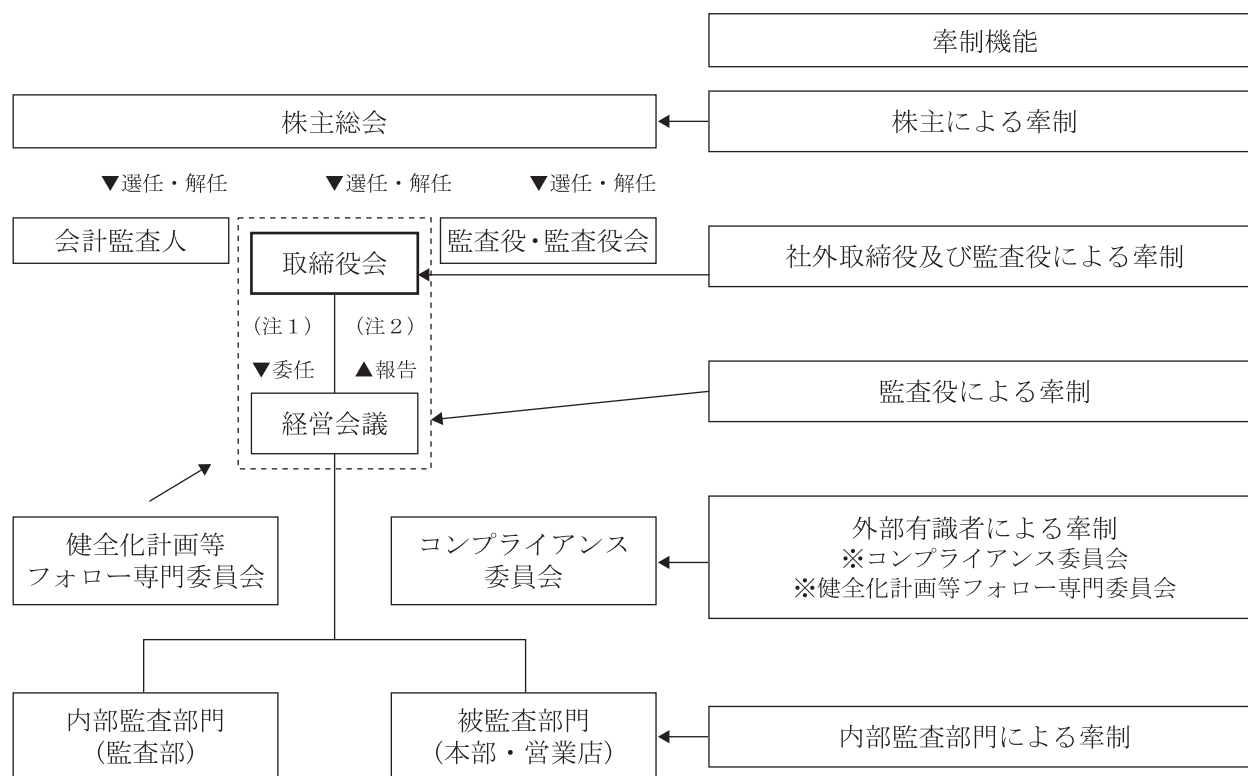 牽制機能
株主総会
株主による牽制
▼選任・解任
▼選任・解任
▼選任・解任
会計監査人
取締役会
監査役・監査役会
社外取締役及び監査役による牽制
(注1)
(注2)
▼委任
▲報告
経営会議
監査役による牽制
健全化計画等
フォロー専門委員会
コンプライアンス
委員会
外部有識者による牽制
※コンプライアンス委員会
※健全化計画等フォロー専門委員会
内部監査部門
(監査部)
被監査部門
(本部・営業店)
内部監査部門による牽制